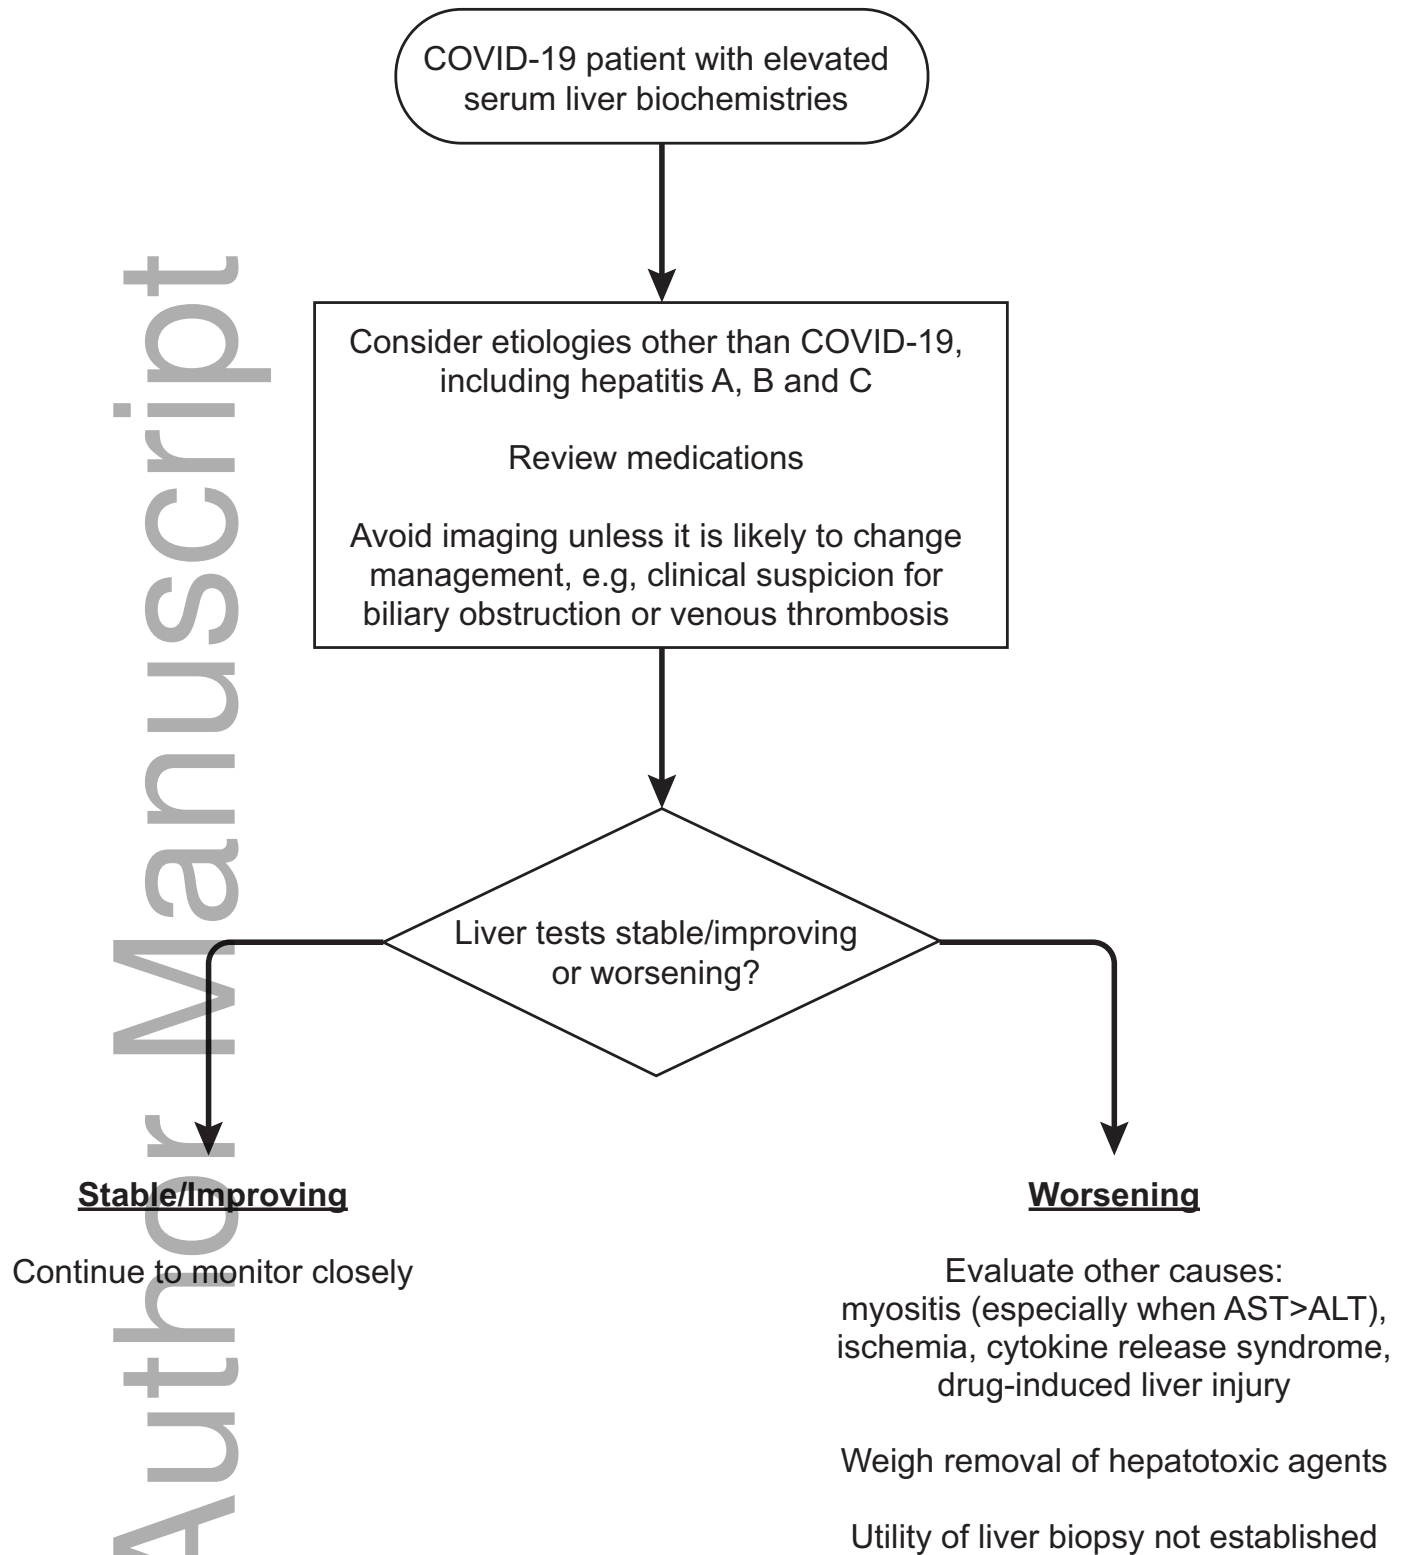 COVID-19 patient with elevated
serum liver biochemistries
Consider etiologies other than COVID-19,
including hepatitis A, B and C
Review medications
Avoid imaging unless it is likely to change
management, e.g, clinical suspicion for
biliary obstruction or venous thrombosis
Liver tests stable/improving
or worsening?
Stable/Improving
Continue to monitor closely
Worsening
Evaluate other causes:
myositis (especially when AST>ALT),
ischemia, cytokine release syndrome,
drug-induced liver injury
Weigh removal of hepatotoxic agents
Utility of liver biopsy not established
Author Manuscript